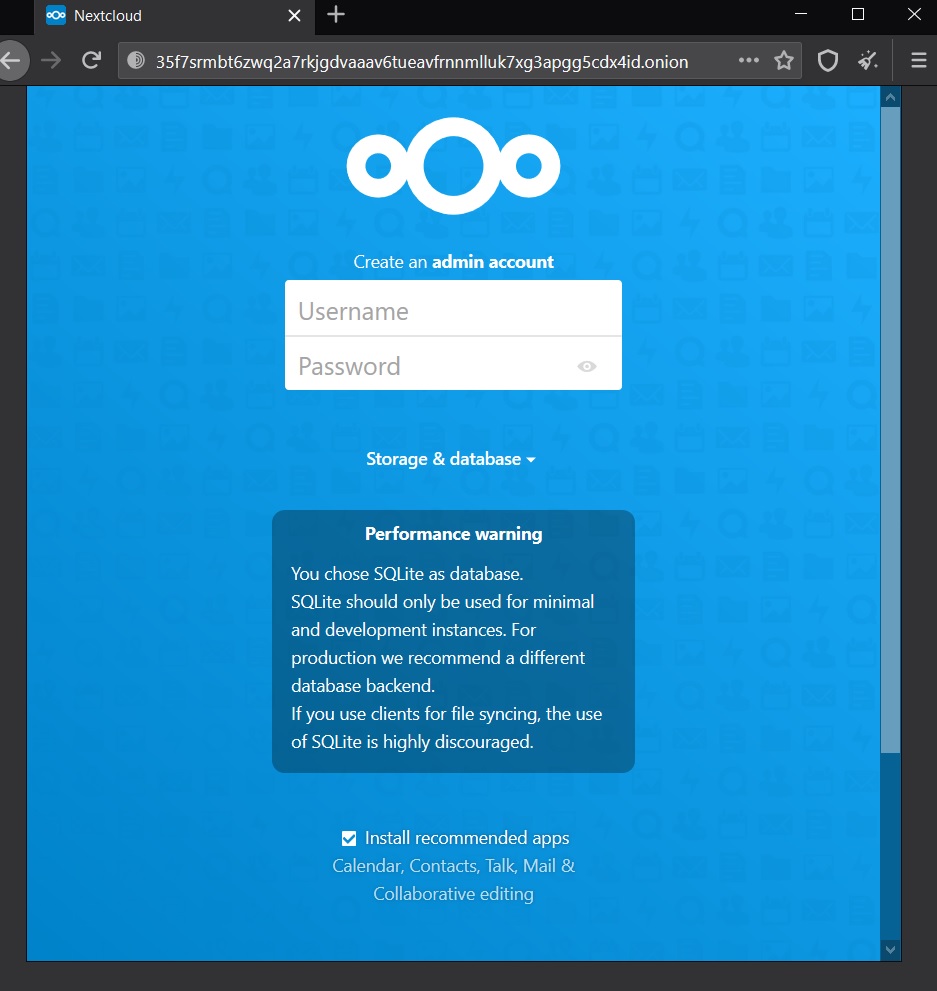 Nextcloud
35f7srmbt6zwq2a7rkjgdvaaav6tueavfrnnmlluk7xg3apgg5cdx4id.onion
Create an admin account
Username
Password
Storage & database
Performance warning
You chose SQLite as database.
SQLite should only be used for minimal
and development instances. For
production we recommend a different
database backend.
If you use clients for file syncing, the use
of SQLite is highly discouraged.
Install recommended apps
Calendar, Contacts, Talk, Mail &
Collaborative editing